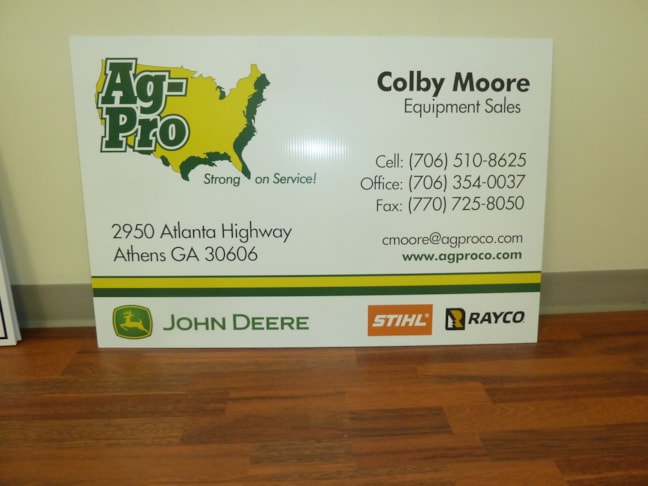 Ag-
Pro
Strong on Service!
2950 Atlanta Highway
Athens GA 30606
Colby Moore
Equipment Sales
Cell: (706) 510-8625
Office: (706) 354-0037
Fax: (770) 725-8050
cmoore@agproco.com
www.agproco.com
JOHN DEERE
STIHL
RAYCO